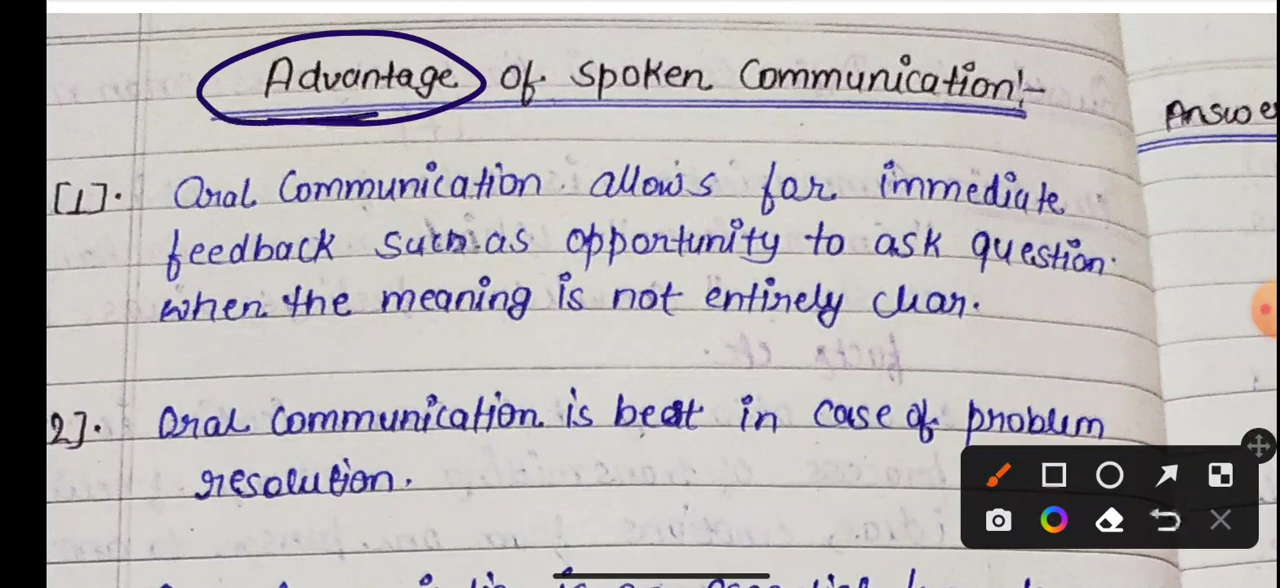 Advantage of spoken Communication:-
Answe
[1]. Oral Communication allows for immediate
feedback such as opportunity to ask question
when the meaning is not entirely clear.
2]. Oral Communication is best in case of problem
resolution.